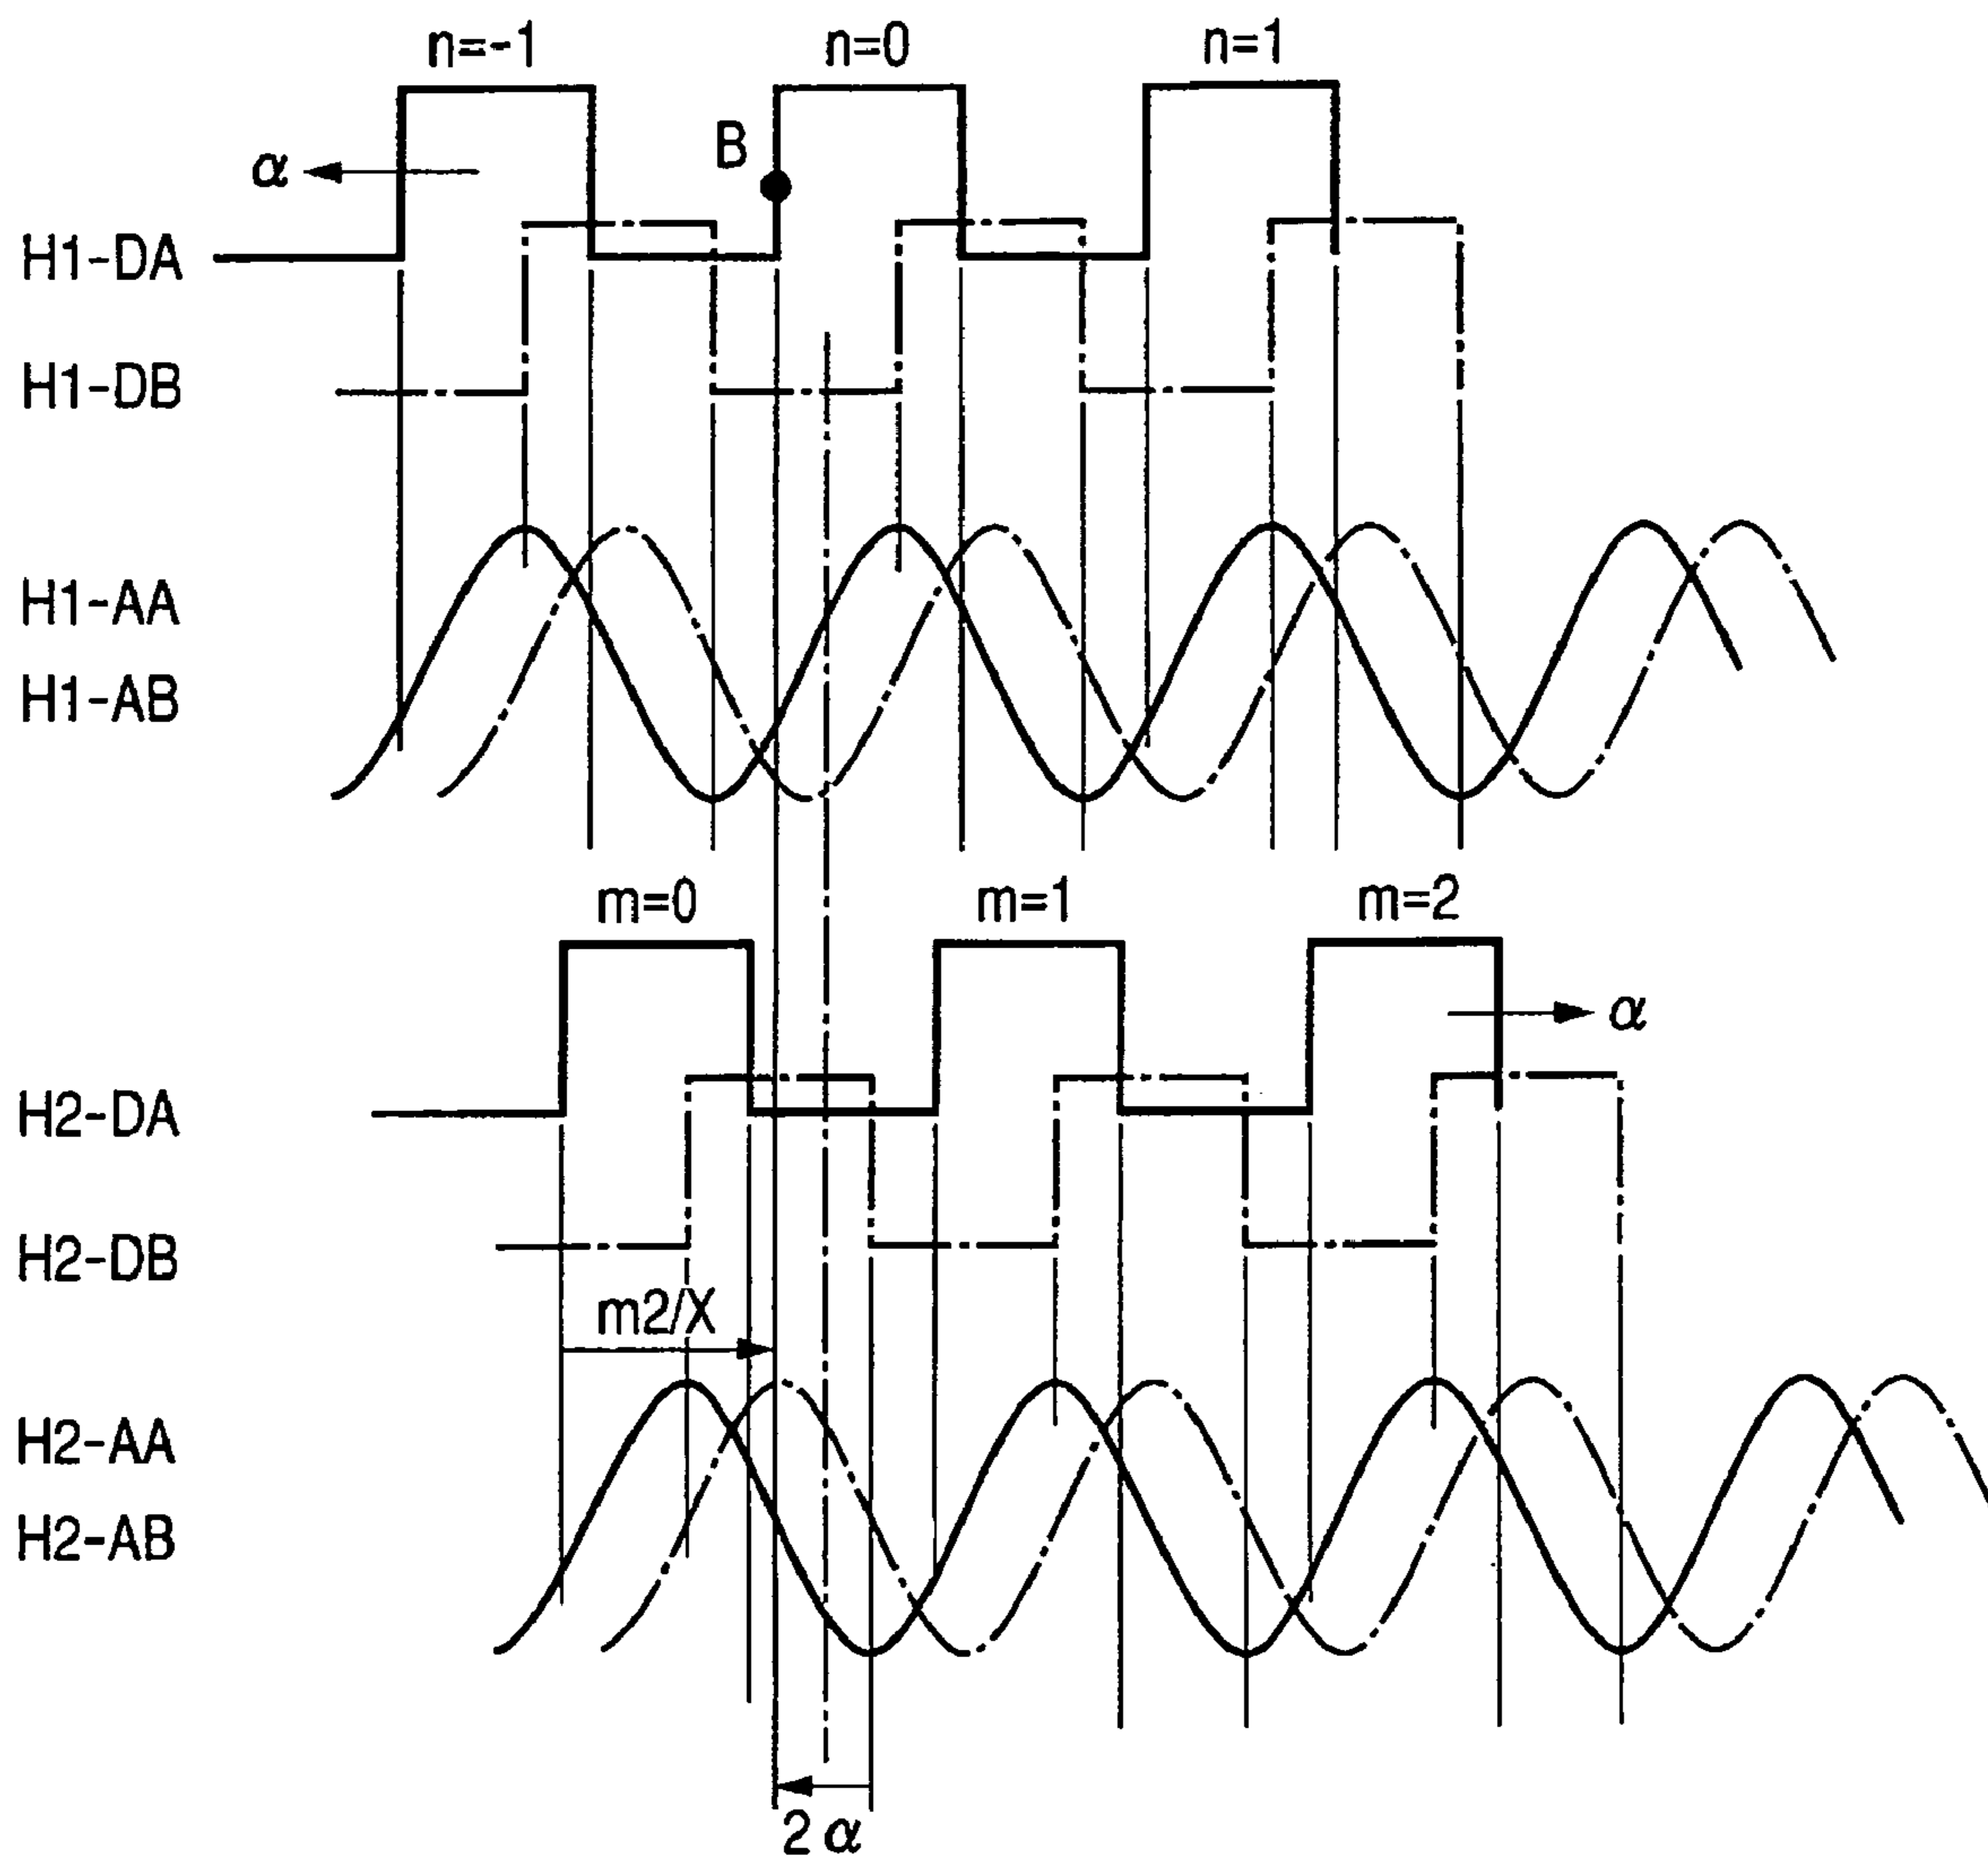 n=-1 n=0 n=1
B
α
H1-DA
H1-DB
H1-AA
H1-AB
m=0 m=1 m=2
α
H2-DA
H2-DB
m2/X
H2-AA
H2-AB
2α